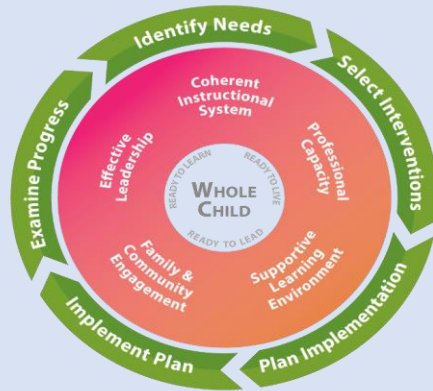 Identify Needs
Select Interventions
Plan Implementation
Implement Plan
Examine Progress
Coherent
Instructional
System
Professional
Capacity
Supportive
Learning
Environment
Family &
Community
Engagement
Effective
Leadership
READY TO LEARN
READY TO LIVE
READY TO LEAD
WHOLE
CHILD